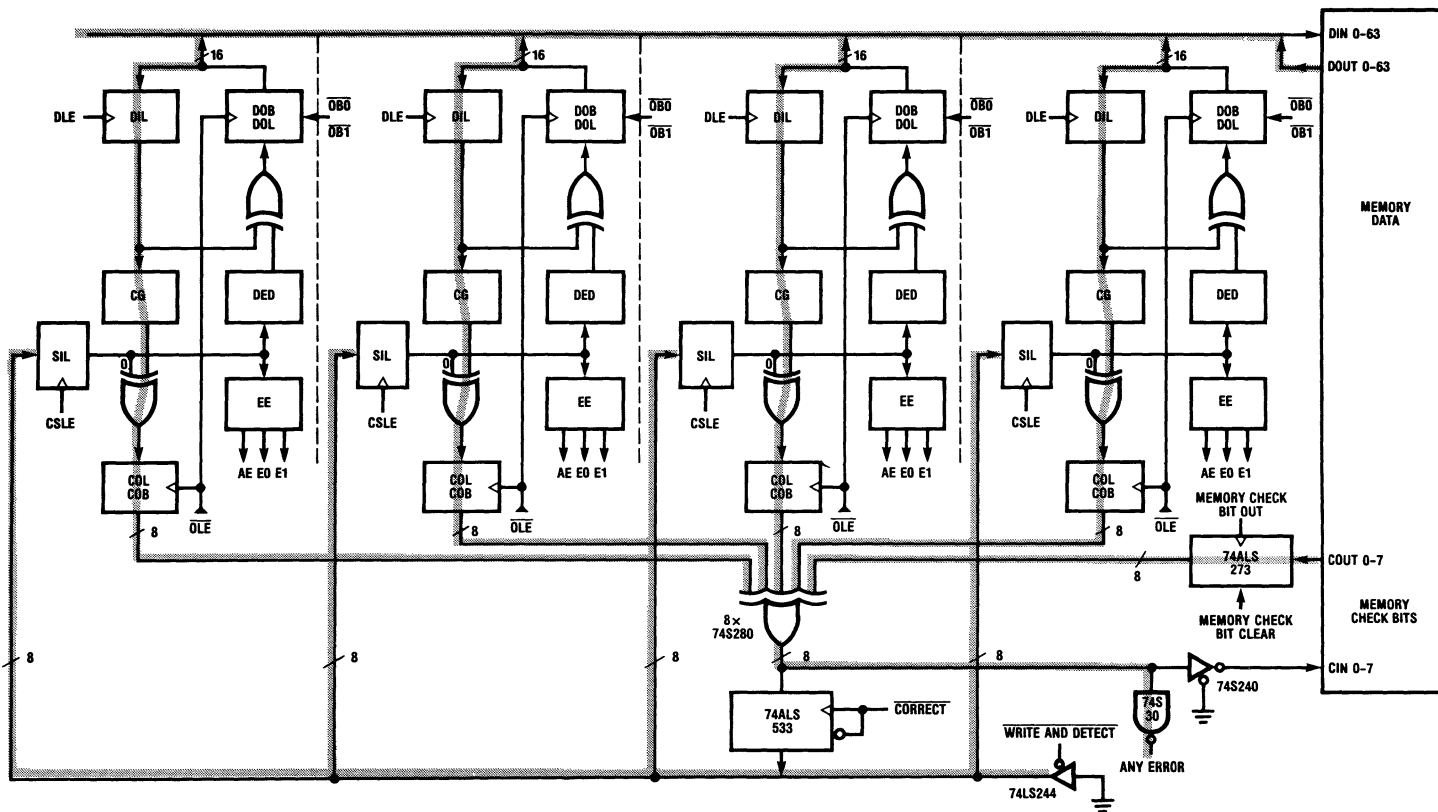 DIN 0-63
16
16
16
16
DOUT 0-63
DLE
DIL
DOB
DOL
OB0
OB1
DLE
DIL
DOB
DOL
OB0
OB1
DLE
DIL
DOB
DOL
OB0
OB1
DLE
DIL
DOB
DOL
OB0
OB1
MEMORY
DATA
CG
DED
CG
DED
CG
DED
CG
DED
SIL
0
EE
CSLE
SIL
0
EE
CSLE
SIL
0
EE
CSLE
SIL
0
EE
CSLE
AE E0 E1
AE E0 E1
AE E0 E1
AE E0 E1
COL
COB
OLE
8
COL
COB
OLE
8
COL
COB
OLE
8
COL
COB
OLE
8
MEMORY CHECK
BIT OUT
74ALS
273
8
COUT 0-7
MEMORY CHECK
BIT CLEAR
MEMORY
CHECK BITS
8×
74S280
8
8
8
8
8
CIN 0-7
74S240
74ALS
533
CORRECT
74S
30
WRITE AND DETECT
ANY ERROR
74LS244